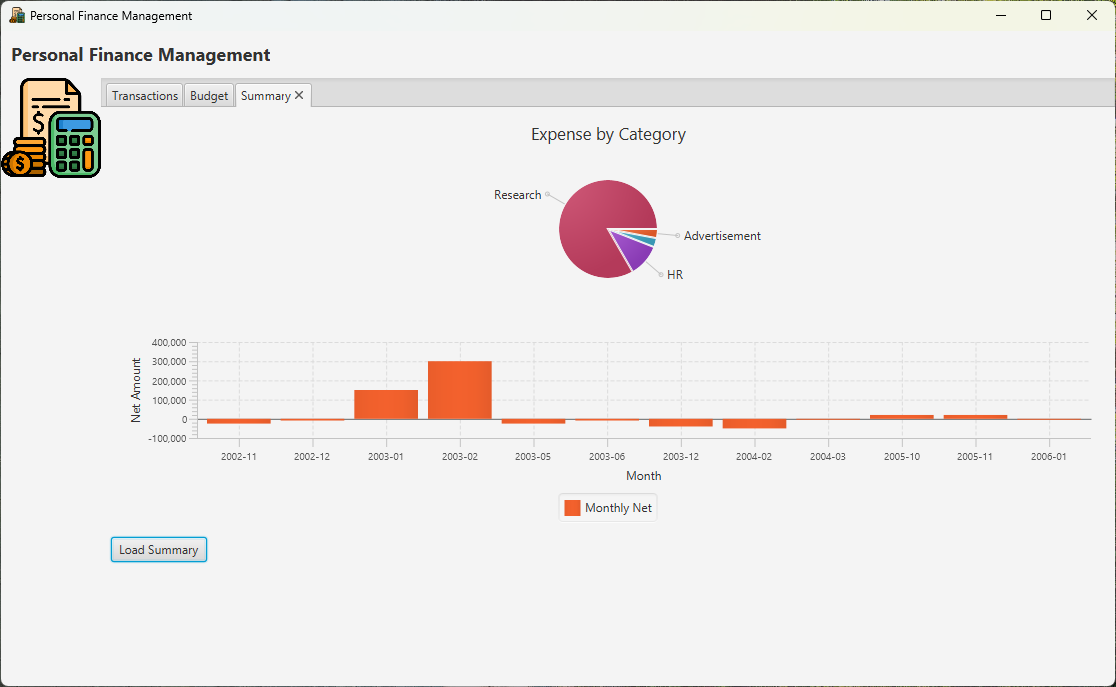 Personal Finance Management
Personal Finance Management
Transactions Budget Summary
$
$
Expense by Category
Research
Advertisement
HR
400,000
300,000
200,000
100,000
0
-100,000
Net Amount
2002-11 2002-12 2003-01 2003-02 2003-05 2003-06 2003-12 2004-02 2004-03 2005-10 2005-11 2006-01
Month
Monthly Net
Load Summary